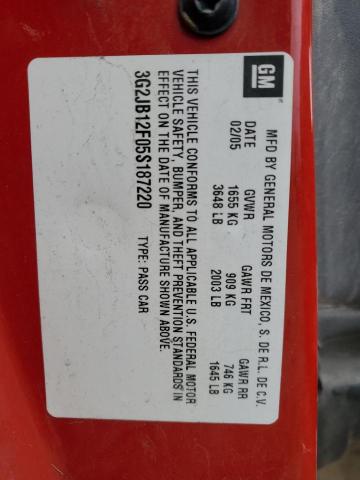 GM
MFD BY GENERAL MOTORS DE MEXICO, S. DE R.L. DE C.V.
DATE GVWR GAWR FRT GAWR RR
02/05 1655 KG 909 KG 746 KG
3648 LB 2003 LB 1645 LB
THIS VEHICLE CONFORMS TO ALL APPLICABLE U.S. FEDERAL MOTOR
VEHICLE SAFETY, BUMPER, AND THEFT PREVENTION STANDARDS IN
EFFECT ON THE DATE OF MANUFACTURE SHOWN ABOVE.
3G2JB12F05S187220 TYPE: PASS CAR